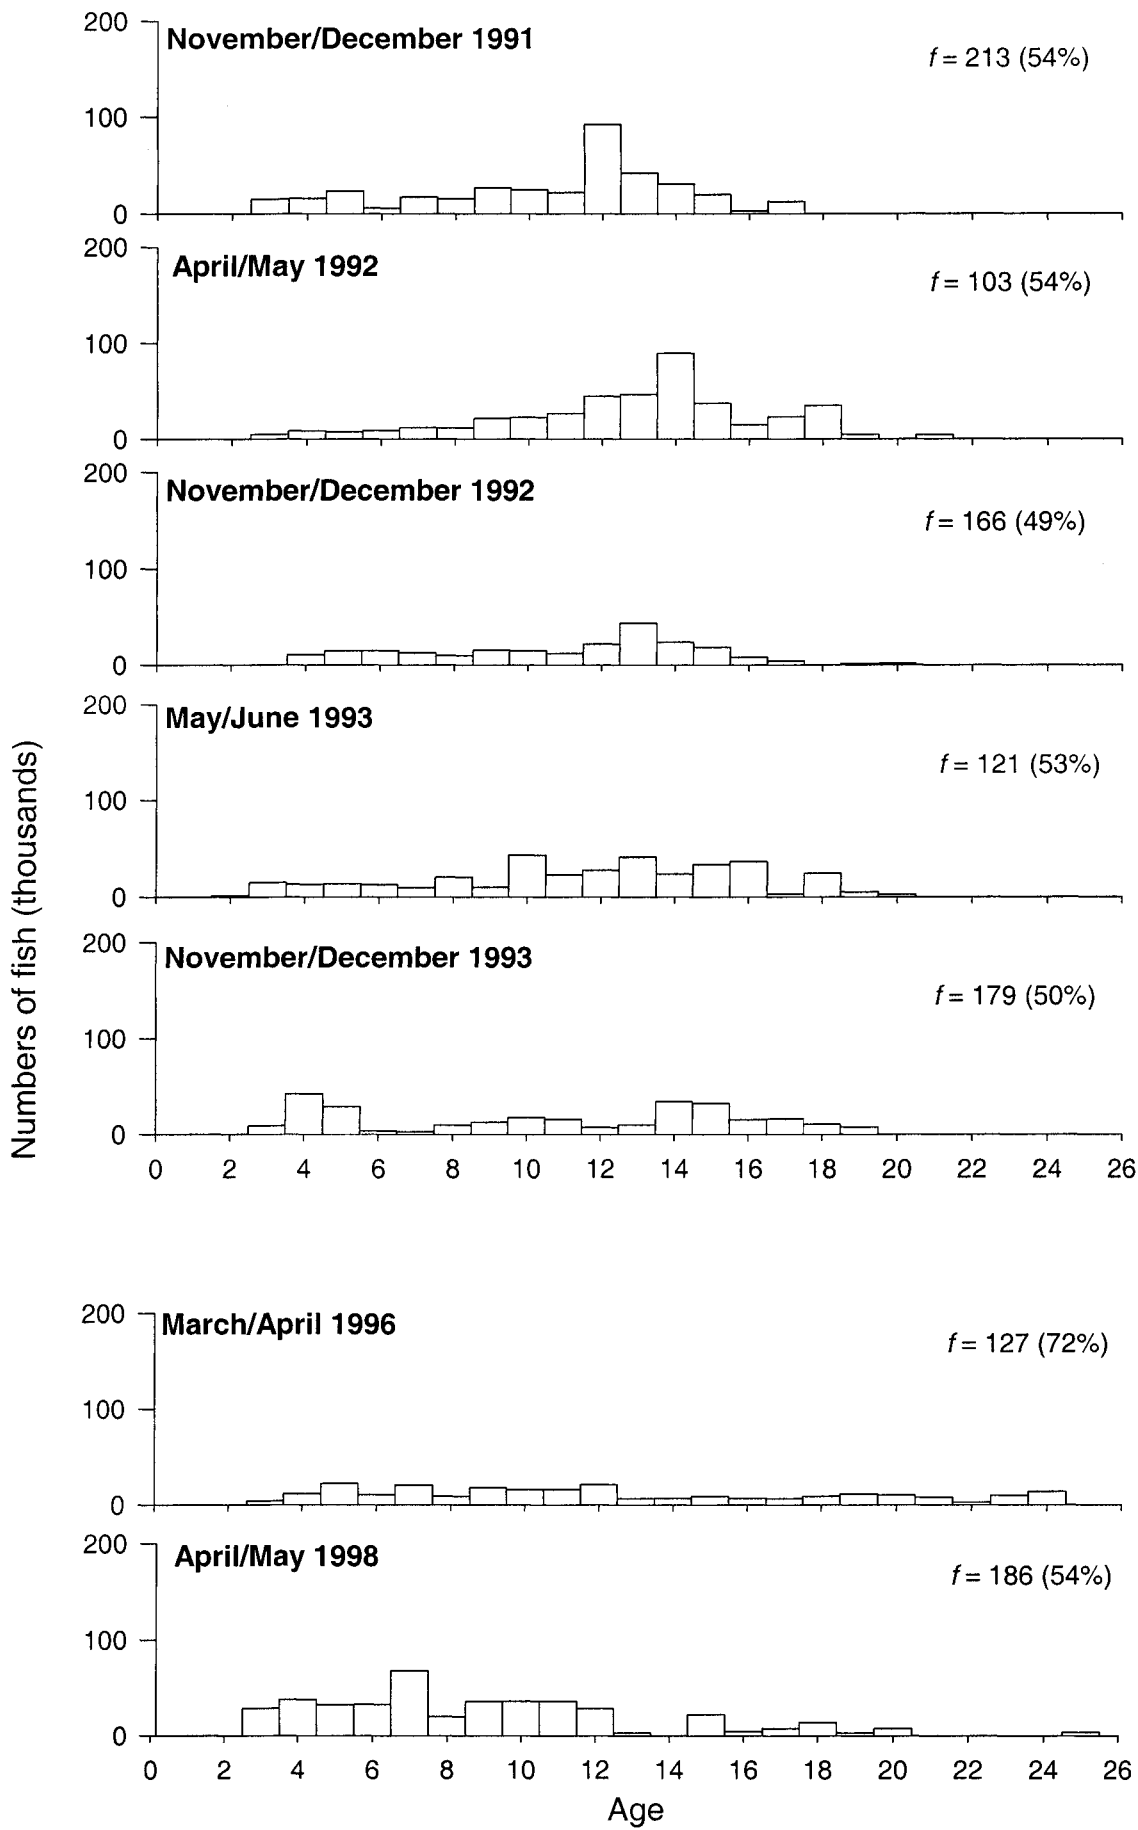 200
November/December 1991
f = 213 (54%)
100
0
200
April/May 1992
f = 103 (54%)
100
0
200
November/December 1992
f = 166 (49%)
100
0
200
May/June 1993
f = 121 (53%)
100
0
Numbers of fish (thousands)
200
November/December 1993
f = 179 (50%)
100
0
0 2 4 6 8 10 12 14 16 18 20 22 24 26
200
March/April 1996
f = 127 (72%)
100
0
200
April/May 1998
f = 186 (54%)
100
0
0 2 4 6 8 10 12 14 16 18 20 22 24 26
Age